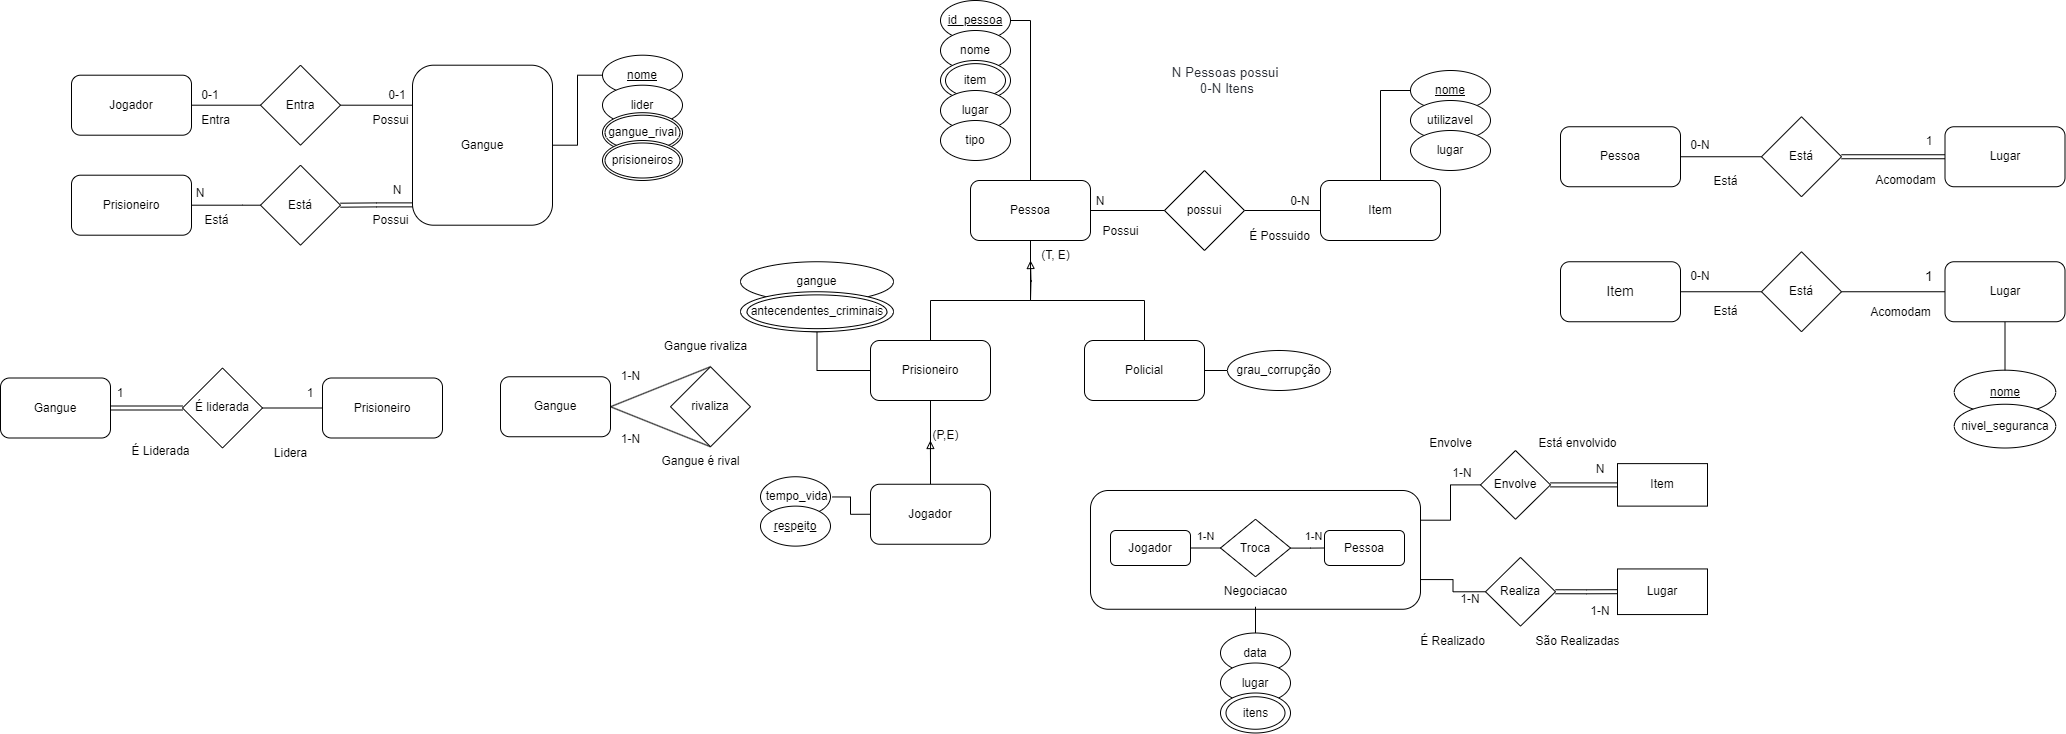 Jogador
0-1
Entra
Entra
0-1
Possui
Prisioneiro
N
Está
Está
N
Possui
Gangue
nome
lider
gangue_rival
prisioneiros
id_pessoa
nome
item
lugar
tipo
N Pessoas possui
0-N Itens
nome
utilizavel
lugar
Pessoa
N
Possui
possui
0-N
É Possuido
Item
(T, E)
Pessoa
0-N
Está
Está
1
Acomodam
Lugar
Item
0-N
Está
Está
1
Acomodam
Lugar
nome
nivel_seguranca
gangue
antecendentes_criminais
Prisioneiro
Policial
grau_corrupção
(P,E)
tempo_vida
respeito
Jogador
Gangue
1
É Liderada
É liderada
1
Lidera
Prisioneiro
Gangue rivaliza
1-N
Gangue
rivaliza
1-N
Gangue é rival
Jogador
1-N
Troca
1-N
Pessoa
Negociacao
data
lugar
itens
Envolve
1-N
Envolve
Está envolvido
N
Item
1-N
É Realizado
Realiza
1-N
São Realizadas
Lugar